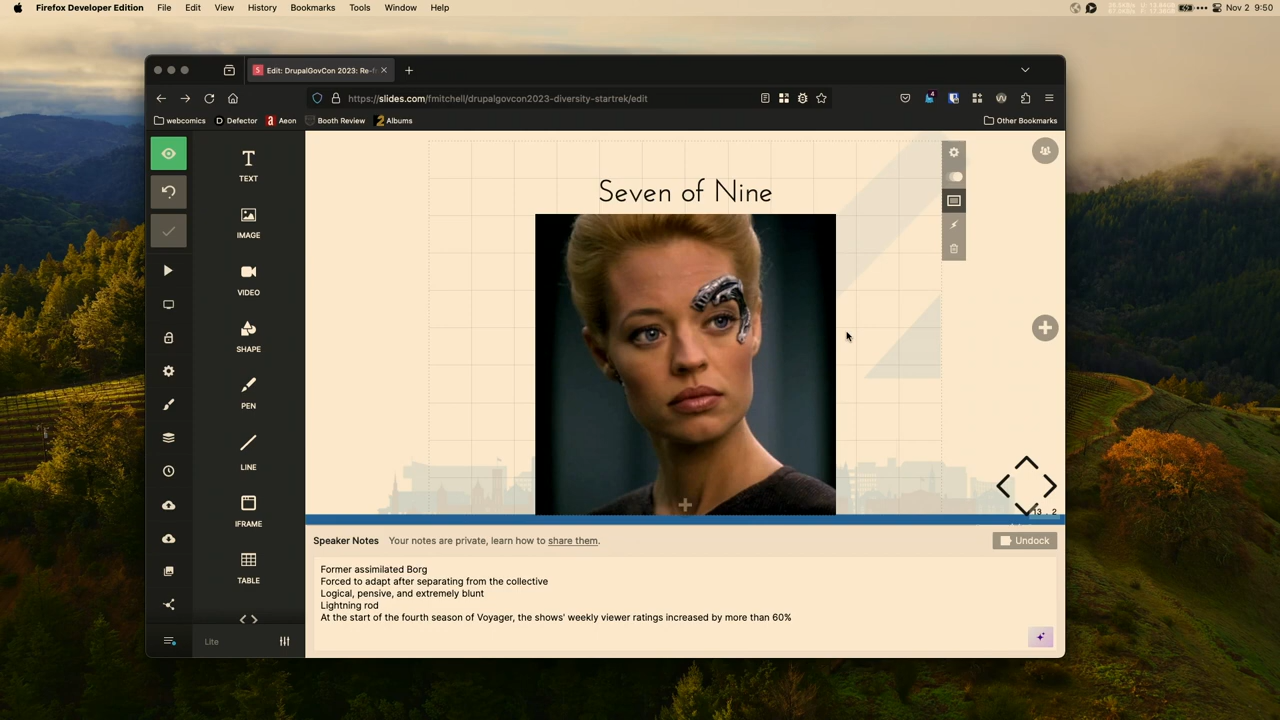 Firefox Developer Edition File Edit View History Bookmarks Tools Window Help
Nov 2 9:50
Edit: DrupalGovCon 2023: Re-f
https://slides.com/fmitchell/drupalgovcon2023-diversity-startrek/edit
4
webcomics Defector Aeon Booth Review Albums Other Bookmarks
TEXT
IMAGE
VIDEO
SHAPE
PEN
LINE
IFRAME
TABLE
Lite
Seven of Nine
13 . 2
Speaker Notes Your notes are private, learn how to share them. Undock
Former assimilated Borg
Forced to adapt after separating from the collective
Logical, pensive, and extremely blunt
Lightning rod
At the start of the fourth season of Voyager, the shows' weekly viewer ratings increased by more than 60%